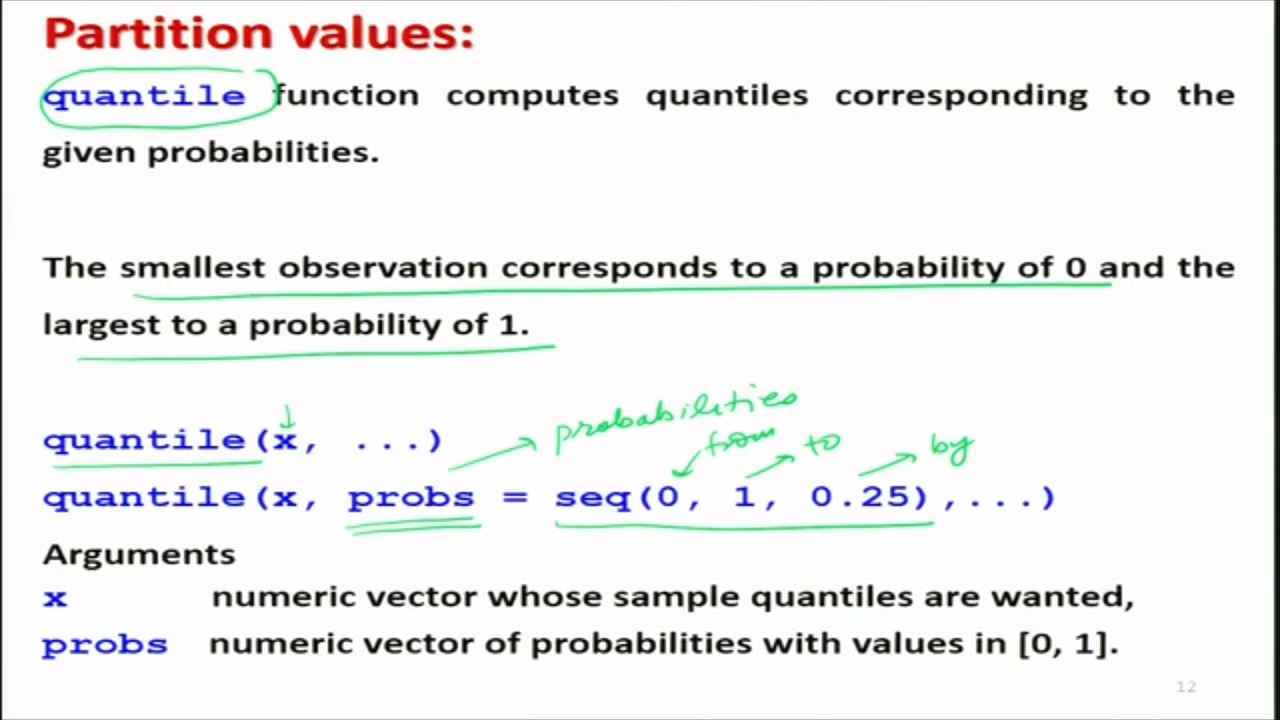 Partition values:
quantile function computes quantiles corresponding to the
given probabilities.
The smallest observation corresponds to a probability of 0 and the
largest to a probability of 1.
probabilities
quantile(x, ...)
from to by
quantile(x, probs = seq(0, 1, 0.25),...)
Arguments
x numeric vector whose sample quantiles are wanted,
probs numeric vector of probabilities with values in [0, 1].
12